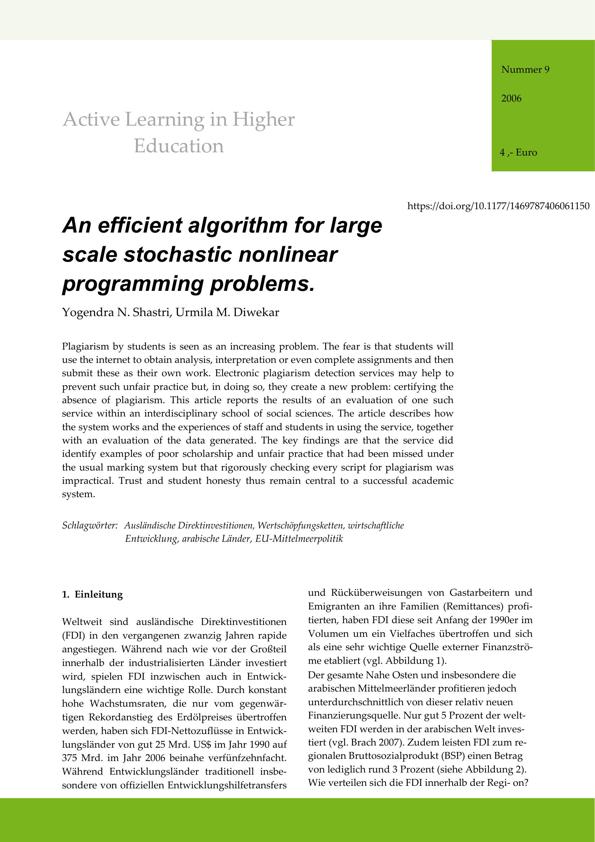 Nummer 9
2006
4 ,- Euro
Active Learning in Higher
Education
https://doi.org/10.1177/1469787406061150
An efficient algorithm for large
scale stochastic nonlinear
programming problems.
Yogendra N. Shastri, Urmila M. Diwekar
Plagiarism by students is seen as an increasing problem. The fear is that students will
use the internet to obtain analysis, interpretation or even complete assignments and then
submit these as their own work. Electronic plagiarism detection services may help to
prevent such unfair practice but, in doing so, they create a new problem: certifying the
absence of plagiarism. This article reports the results of an evaluation of one such
service within an interdisciplinary school of social sciences. The article describes how
the system works and the experiences of staff and students in using the service, together
with an evaluation of the data generated. The key findings are that the service did
identify examples of poor scholarship and unfair practice that had been missed under
the usual marking system but that rigorously checking every script for plagiarism was
impractical. Trust and student honesty thus remain central to a successful academic
system.
Schlagwörter: Ausländische Direktinvestitionen, Wertschöpfungsketten, wirtschaftliche
Entwicklung, arabische Länder, EU-Mittelmeerpolitik
1. Einleitung
Weltweit sind ausländische Direktinvestitionen
(FDI) in den vergangenen zwanzig Jahren rapide
angestiegen. Während nach wie vor der Großteil
innerhalb der industrialisierten Länder investiert
wird, spielen FDI inzwischen auch in Entwick-
lungsländern eine wichtige Rolle. Durch konstant
hohe Wachstumsraten, die nur vom gegenwär-
tigen Rekordanstieg des Erdölpreises übertroffen
werden, haben sich FDI-Nettozuflüsse in Entwick-
lungsländer von gut 25 Mrd. US$ im Jahr 1990 auf
375 Mrd. im Jahr 2006 beinahe verfünfzehnfacht.
Während Entwicklungsländer traditionell insbe-
sondere von offiziellen Entwicklungshilfetransfers
und Rücküberweisungen von Gastarbeitern und
Emigranten an ihre Familien (Remittances) profi-
tierten, haben FDI diese seit Anfang der 1990er im
Volumen um ein Vielfaches übertroffen und sich
als eine sehr wichtige Quelle externer Finanzströ-
me etabliert (vgl. Abbildung 1).
Der gesamte Nahe Osten und insbesondere die
arabischen Mittelmeerländer profitieren jedoch
unterdurchschnittlich von dieser relativ neuen
Finanzierungsquelle. Nur gut 5 Prozent der welt-
weiten FDI werden in der arabischen Welt inves-
tiert (vgl. Brach 2007). Zudem leisten FDI zum re-
gionalen Bruttosozialprodukt (BSP) einen Betrag
von lediglich rund 3 Prozent (siehe Abbildung 2).
Wie verteilen sich die FDI innerhalb der Regi- on?